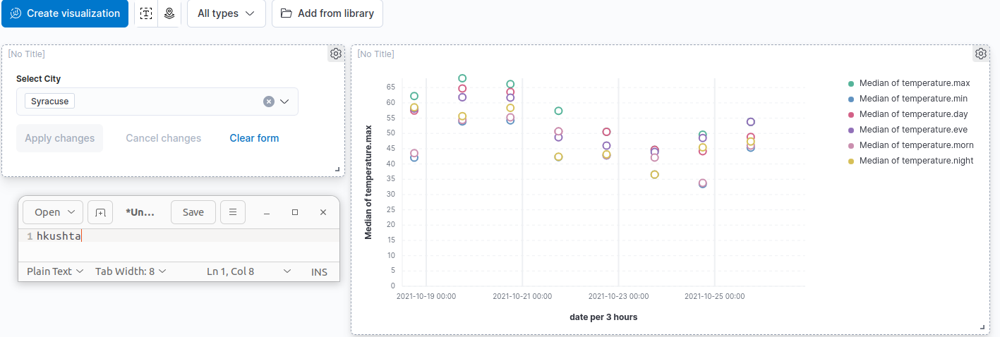 Create visualization
T
All types
Add from library
[No Title]
Select City
Syracuse
Apply changes
Cancel changes
Clear form
Open
*Un...
Save
1 hkushta
Plain Text
Tab Width: 8
Ln 1, Col 8
INS
[No Title]
Median of temperature.max
65
60
55
50
45
40
35
30
25
20
15
10
5
0
2021-10-19 00:00
2021-10-21 00:00
2021-10-23 00:00
2021-10-25 00:00
date per 3 hours
Median of temperature.max
Median of temperature.min
Median of temperature.day
Median of temperature.eve
Median of temperature.morn
Median of temperature.night